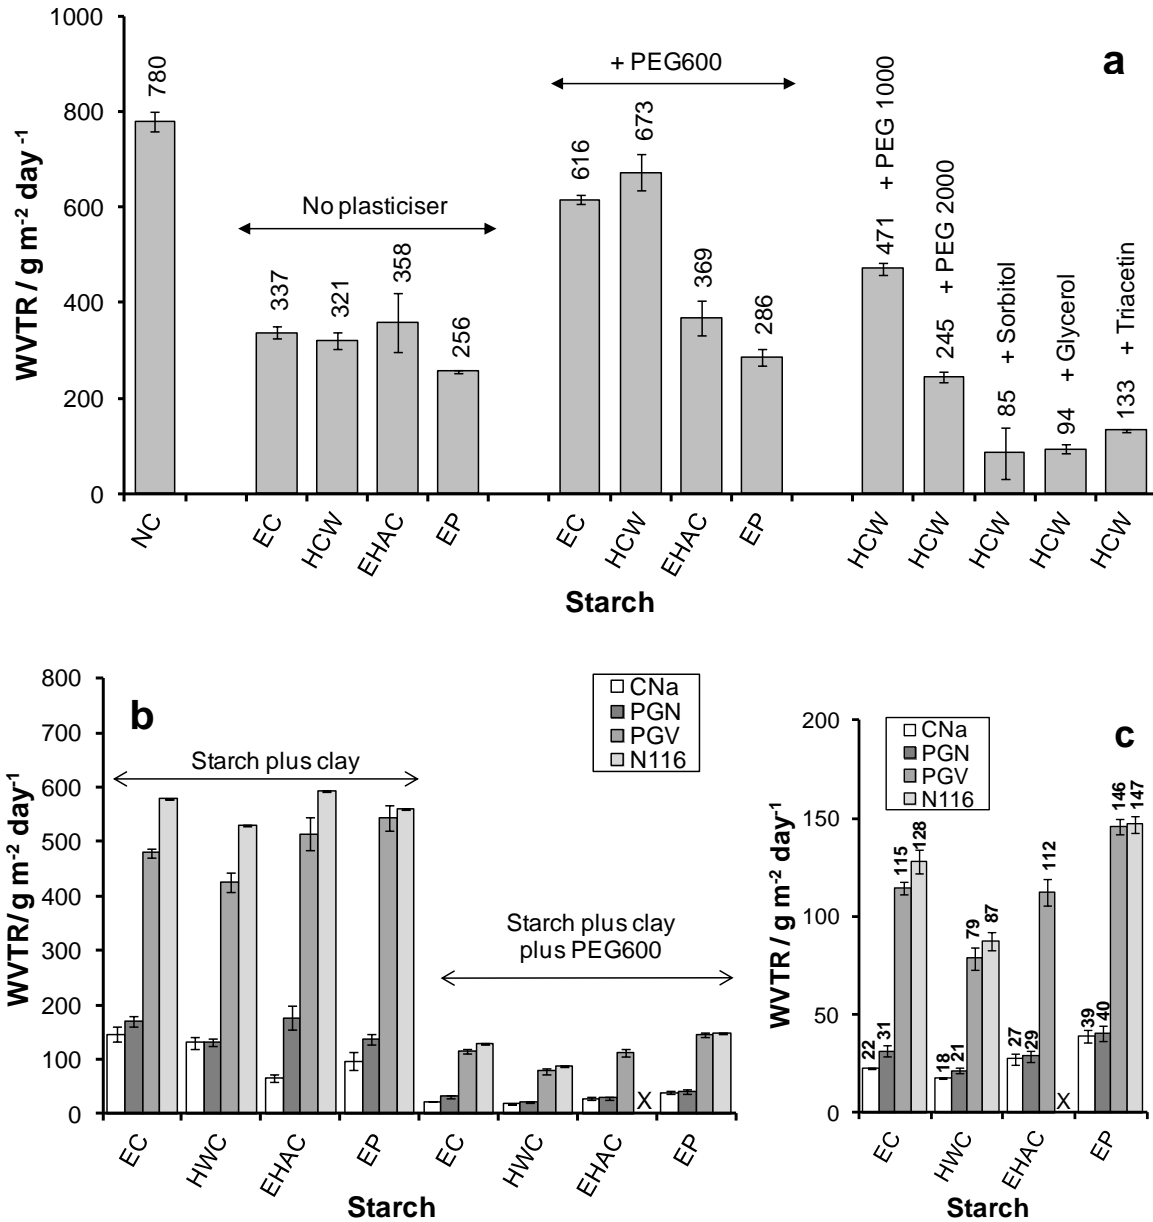 a
WVTR / g m⁻² day ⁻¹
1000
800
600
400
200
0
780
No plasticiser
337
321
358
256
+ PEG600
616
673
369
286
471 + PEG 1000
245 + PEG 2000
85 + Sorbitol
94 + Glycerol
133 + Triacetin
NC
EC
HCW
EHAC
EP
EC
HCW
EHAC
EP
HCW
HCW
HCW
HCW
HCW
Starch
b
WVTR/ g m⁻² day⁻¹
800
700
600
500
400
300
200
100
0
CNa
PGN
PGV
N116
Starch plus clay
Starch plus clay
plus PEG600
X
EC
HWC
EHAC
EP
EC
HWC
EHAC
EP
Starch
c
WVTR / g m⁻² day⁻¹
200
150
100
50
0
CNa
PGN
PGV
N116
22
31
115
128
18
21
79
87
27
29
112
X
39
40
146
147
EC
HWC
EHAC
EP
Starch